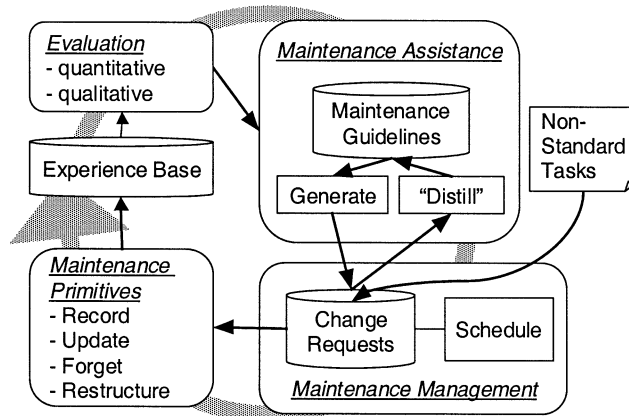 Evaluation
- quantitative
- qualitative
Experience Base
Maintenance
Primitives
- Record
- Update
- Forget
- Restructure
Maintenance Assistance
Maintenance
Guidelines
Generate
“Distill”
Non-
Standard
Tasks
Change
Requests
Schedule
Maintenance Management